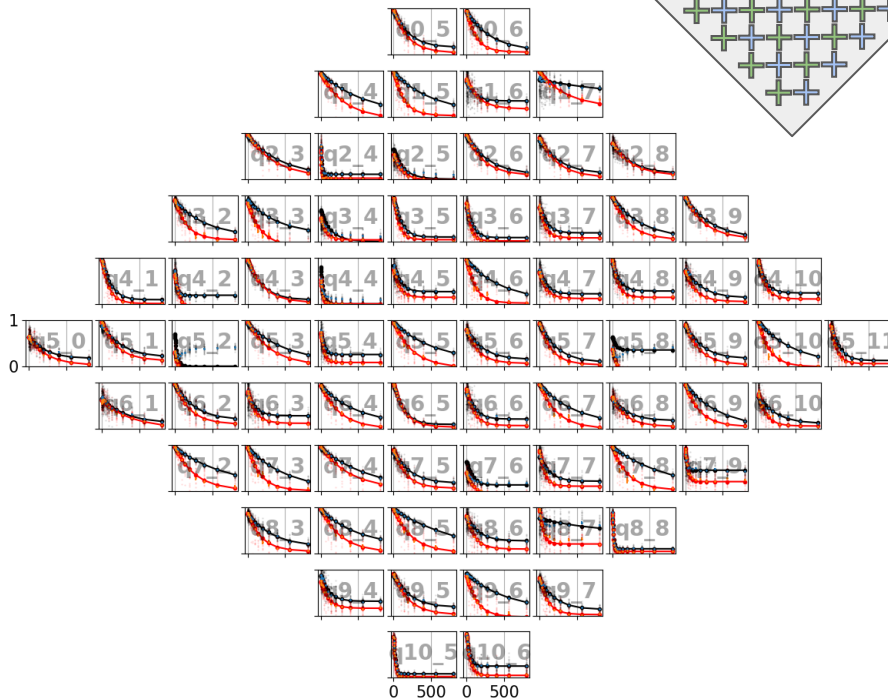 q0_5 q0_6
q1_4 q1_5 q1_6 q1_7
q2_3 q2_4 q2_5 q2_6 q2_7 q2_8
q3_2 q3_3 q3_4 q3_5 q3_6 q3_7 q3_8 q3_9
q4_1 q4_2 q4_3 q4_4 q4_5 q4_6 q4_7 q4_8 q4_9 q4_10
1
0
q5_0 q5_1 q5_2 q5_3 q5_4 q5_5 q5_6 q5_7 q5_8 q5_9 q5_10 q5_11
q6_1 q6_2 q6_3 q6_4 q6_5 q6_6 q6_7 q6_8 q6_9 q6_10
q7_2 q7_3 q7_4 q7_5 q7_6 q7_7 q7_8 q7_9
q8_3 q8_4 q8_5 q8_6 q8_7 q8_8
q9_4 q9_5 q9_6 q9_7
q10_5 q10_6
0 500 0 500